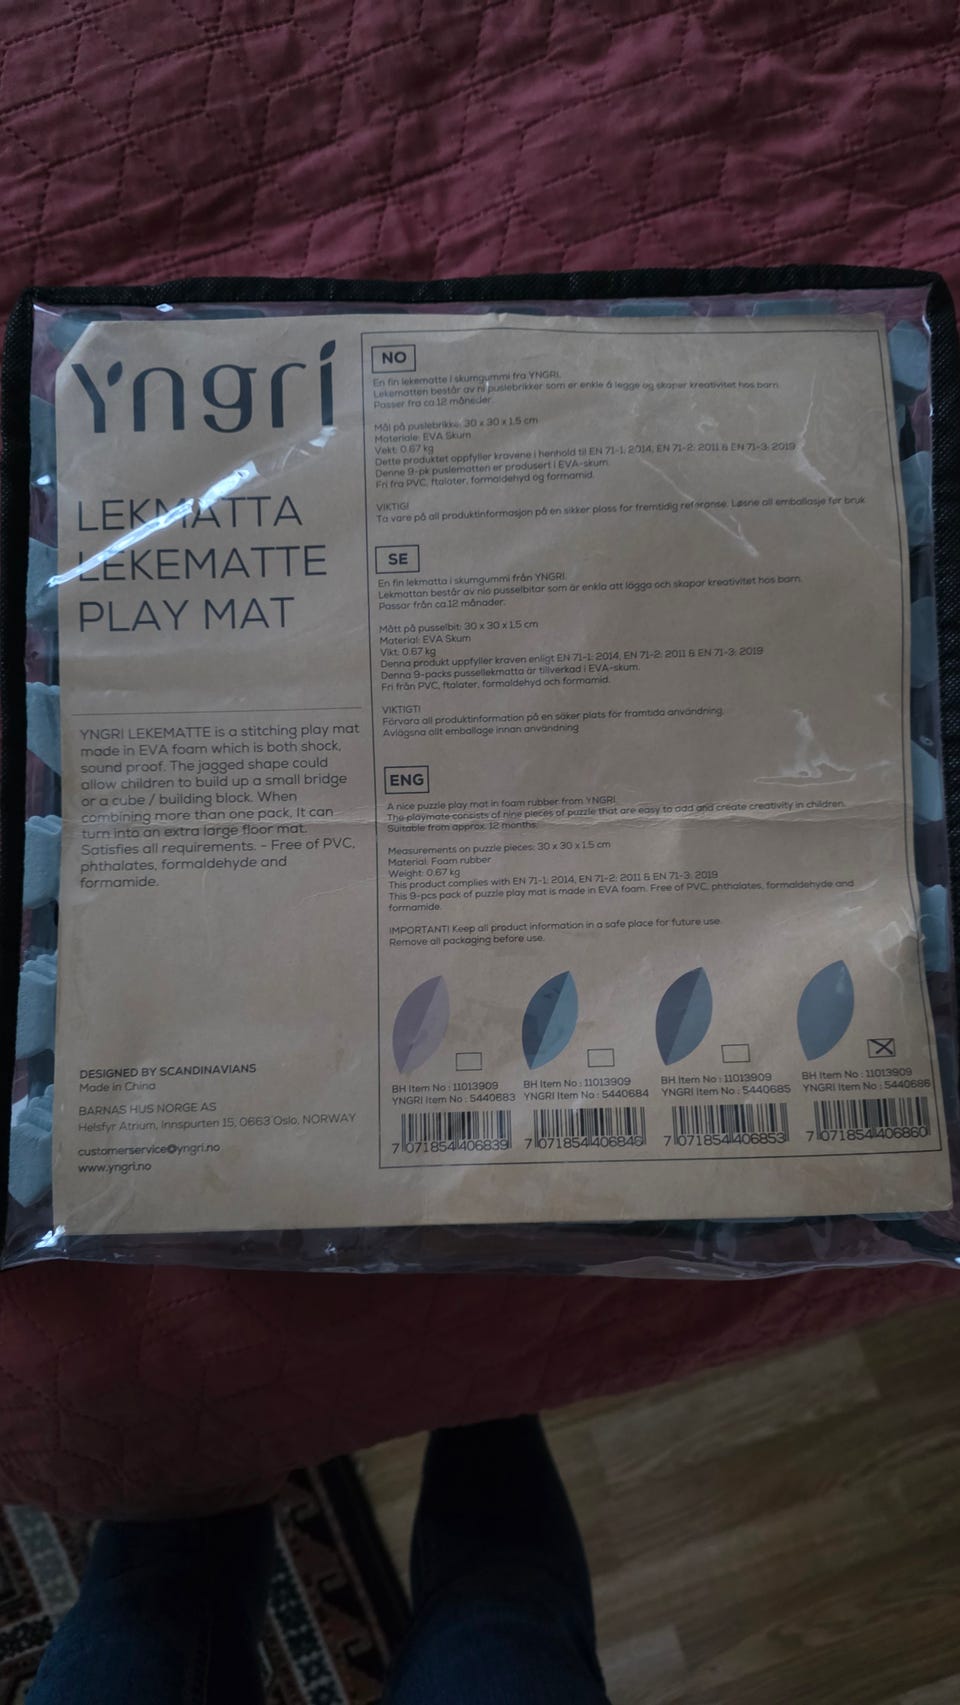 Yngri
LEKMATTA
LEKEMATTE
PLAY MAT
YNGRI LEKEMATTE is a stitching play mat
made in EVA foam which is both shock,
sound proof. The jagged shape could
allow children to build up a small bridge
or a cube / building block. When
combining more than one pack, It can
turn into an extra large floor mat.
Satisfies all requirements. - Free of PVC,
phthalates, formaldehyde and
formamide.
DESIGNED BY SCANDINAVIANS
Made in China
BARNAS HUS NORGE AS
Helsfyr Atrium, Innspurten 15, 0663 Oslo, NORWAY
customerservice@yngri.no
www.yngri.no
NO
En fin lekematte i skumgummi fra YNGRI.
Lekematten består av ni puslebrikker som er enkle å legge og skaper kreativitet hos barn.
Passer fra ca.12 måneder.
Mål på puslebrikke: 30 x 30 x 1.5 cm
Materiale: EVA Skum
Vekt: 0.67 kg
Dette produktet oppfyller kravene i henhold til EN 71-1: 2014, EN 71-2: 2011 & EN 71-3: 2019
Denne 9-pk puslematten er produsert i EVA-skum.
Fri fra PVC, ftalater, formaldehyd og formamid.
VIKTIG!
Ta vare på all produktinformasjon på en sikker plass for fremtidig referanse. Løsne all emballasje før bruk
SE
En fin lekmatta i skumgummi från YNGRI.
Lekmattan består av nio pusselbitar som är enkla att lägga och skapar kreativitet hos barn.
Passar från ca.12 månader.
Mått på pusselbit: 30 x 30 x 1.5 cm
Material: EVA Skum
Vikt: 0.67 kg
Denna produkt uppfyller kraven enligt EN 71-1: 2014, EN 71-2: 2011 & EN 71-3: 2019
Denna 9-packs pussellekmatta är tillverkad i EVA-skum.
Fri från PVC, ftalater, formaldehyd och formamid.
VIKTIGT!
Förvara all produktinformation på en säker plats för framtida användning.
Avlägsna allt emballage innan användning
ENG
A nice puzzle play mat in foam rubber from YNGRI.
The playmate consists of nine pieces of puzzle that are easy to add and create creativity in children.
Suitable from approx. 12 months.
Measurements on puzzle pieces: 30 x 30 x 1.5 cm
Material: Foam rubber
Weight: 0.67 kg
This product complies with EN 71-1: 2014, EN 71-2: 2011 & EN 71-3: 2019
This 9-pcs pack of puzzle play mat is made in EVA foam. Free of PVC, phthalates, formaldehyde and
formamide.
IMPORTANT! Keep all product information in a safe place for future use.
Remove all packaging before use.
BH Item No : 11013909
YNGRI Item No : 5440683
7 071854 406839
BH Item No : 11013909
YNGRI Item No : 5440684
7 071854 406846
BH Item No : 11013909
YNGRI Item No : 5440685
7 071854 406853
BH Item No : 11013909
YNGRI Item No : 5440686
7 071854 406860